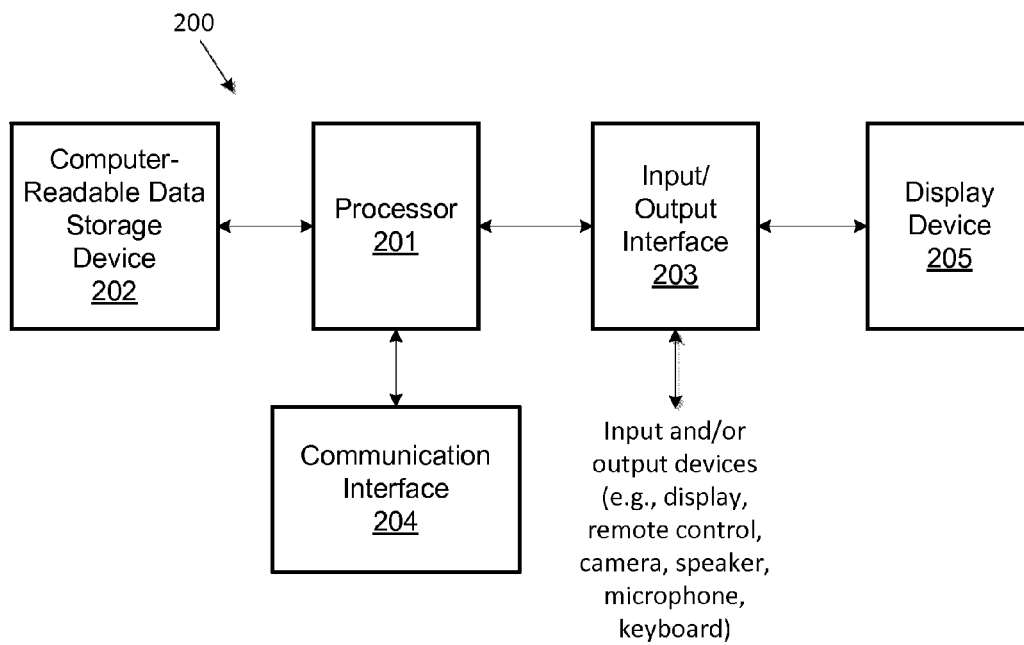 200
Computer-
Readable Data
Storage
Device
202
Processor
201
Input/
Output
Interface
203
Display
Device
205
Communication
Interface
204
Input and/or
output devices
(e.g., display,
remote control,
camera, speaker,
microphone,
keyboard)